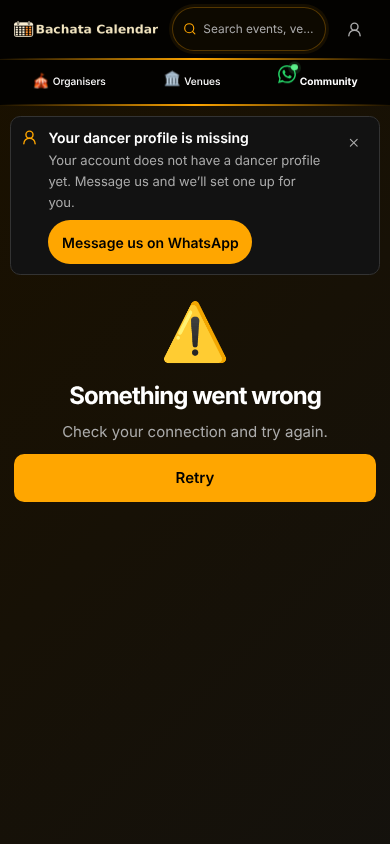 Bachata Calendar
Search events, ve...
Organisers
Venues
Community
Your dancer profile is missing
Your account does not have a dancer profile
yet. Message us and we’ll set one up for
you.
Message us on WhatsApp
Something went wrong
Check your connection and try again.
Retry